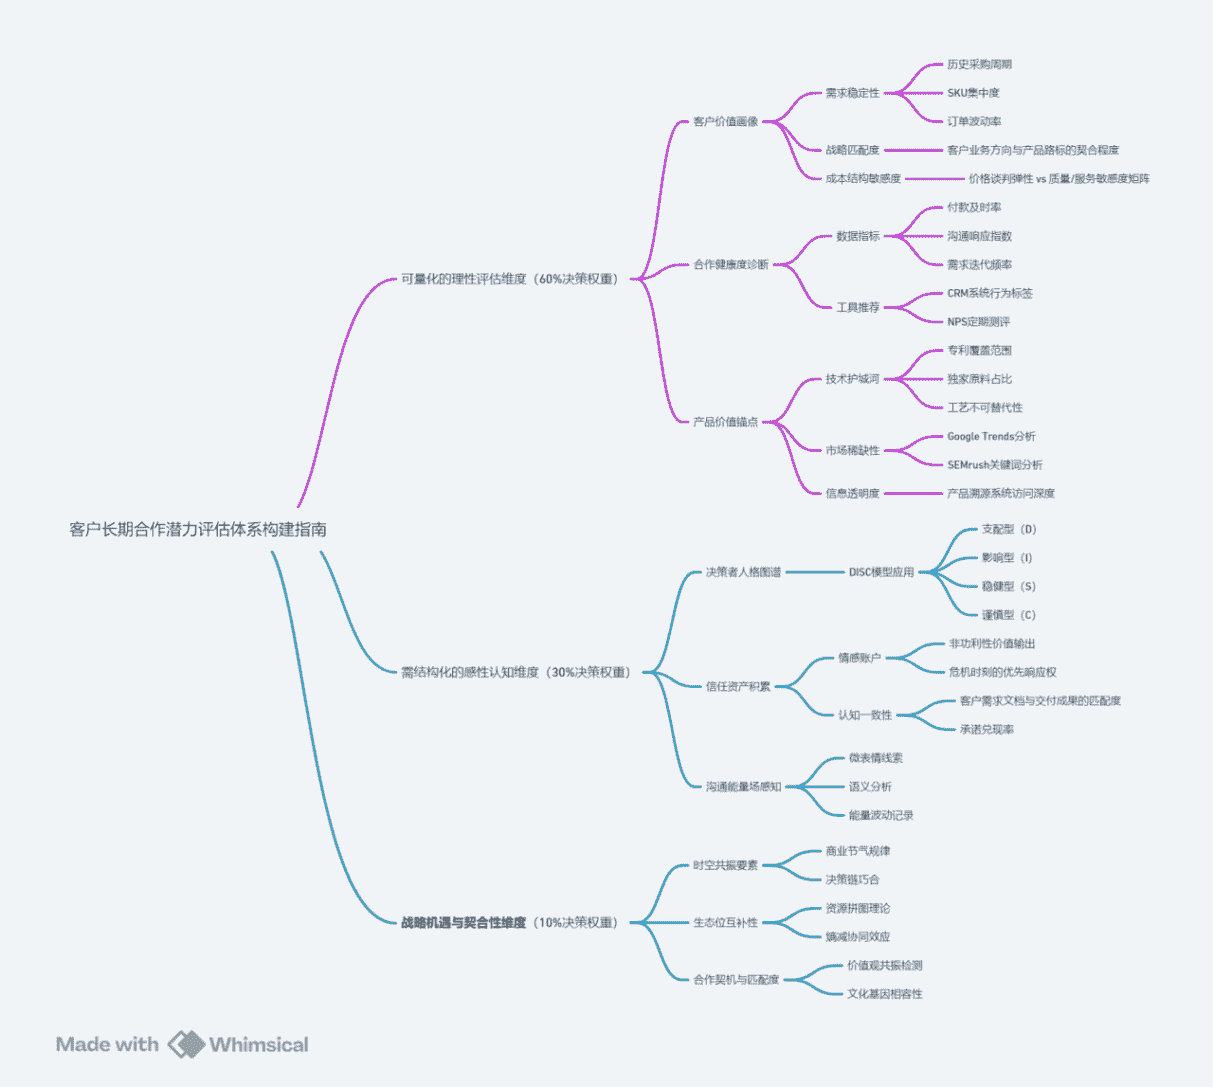 客户长期合作潜力评估体系构建指南
可量化的理性评估维度（60%决策权重）
客户价值画像
需求稳定性
历史采购周期
SKU集中度
订单波动率
战略匹配度
客户业务方向与产品路标的契合程度
成本结构敏感度
价格谈判弹性 vs 质量/服务敏感度矩阵
合作健康度诊断
数据指标
付款及时率
沟通响应指数
需求迭代频率
工具推荐
CRM系统行为标签
NPS定期测评
产品价值锚点
技术护城河
专利覆盖范围
独家原料占比
工艺不可替代性
市场稀缺性
Google Trends分析
SEMrush关键词分析
信息透明度
产品溯源系统访问深度
需结构化的感性认知维度（30%决策权重）
决策者人格图谱
DISC模型应用
支配型（D）
影响型（I）
稳健型（S）
谨慎型（C）
信任资产积累
情感账户
非功利性价值输出
危机时刻的优先响应权
认知一致性
客户需求文档与交付成果的匹配度
承诺兑现率
沟通能量场感知
微表情线索
语义分析
能量波动记录
战略机遇与契合性维度（10%决策权重）
时空共振要素
商业节气规律
决策链巧合
生态位互补性
资源拼图理论
熵减协同效应
合作契机与匹配度
价值观共振检测
文化基因相容性
Made with Whimsical